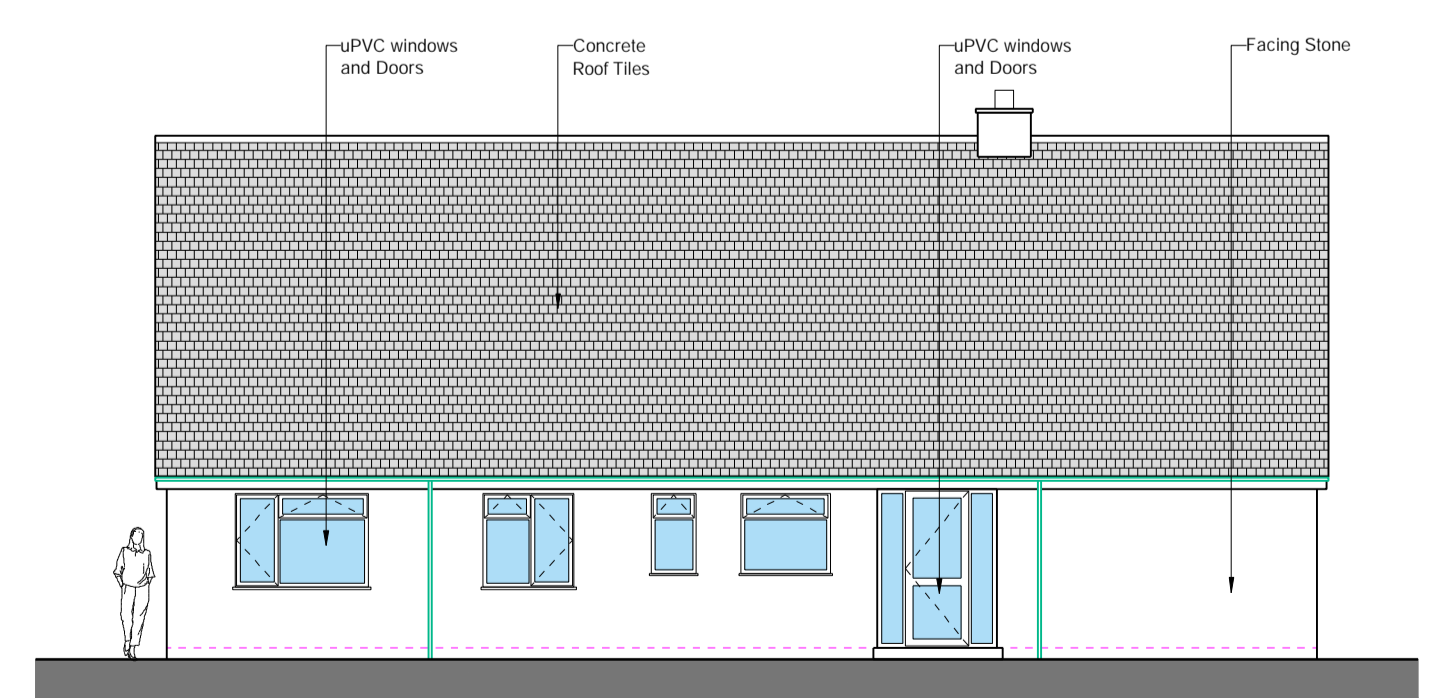 uPVC windows
and Doors
Concrete
Roof Tiles
uPVC windows
and Doors
Facing Stone